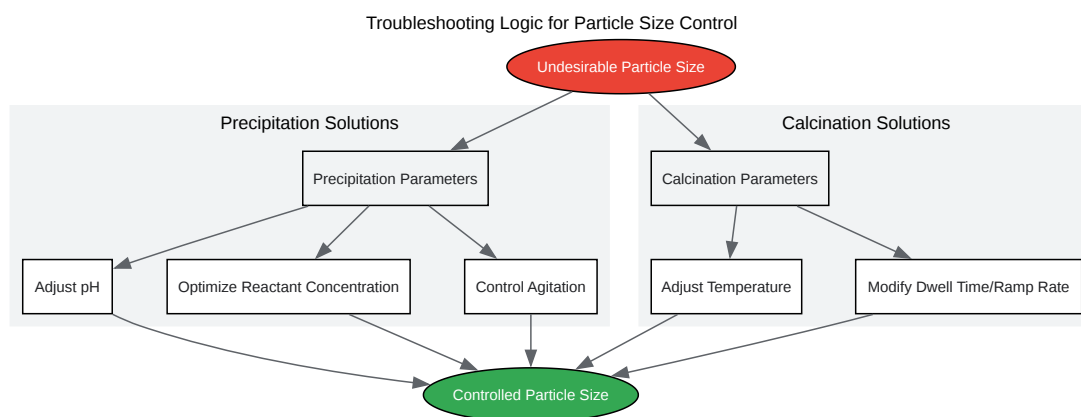 Troubleshooting Logic for Particle Size Control
Undesirable Particle Size
Precipitation Solutions
Calcination Solutions
Precipitation Parameters
Calcination Parameters
Adjust pH
Optimize Reactant Concentration
Control Agitation
Adjust Temperature
Modify Dwell Time/Ramp Rate
Controlled Particle Size